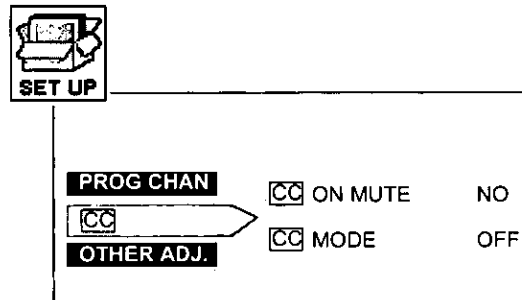 SET UP
PROG CHAN
CC ON MUTE NO
CC
CC MODE OFF
OTHER ADJ.